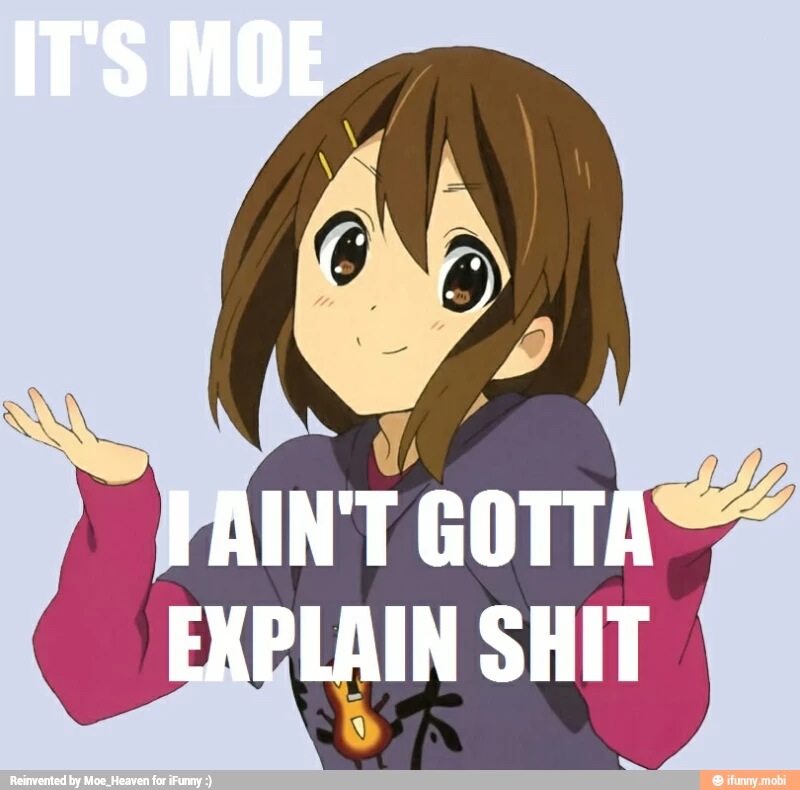 IT'S MOE
I AIN'T GOTTA
EXPLAIN SHIT
Reinvented by Moe_Heaven for iFunny :)
ifunny.mobi